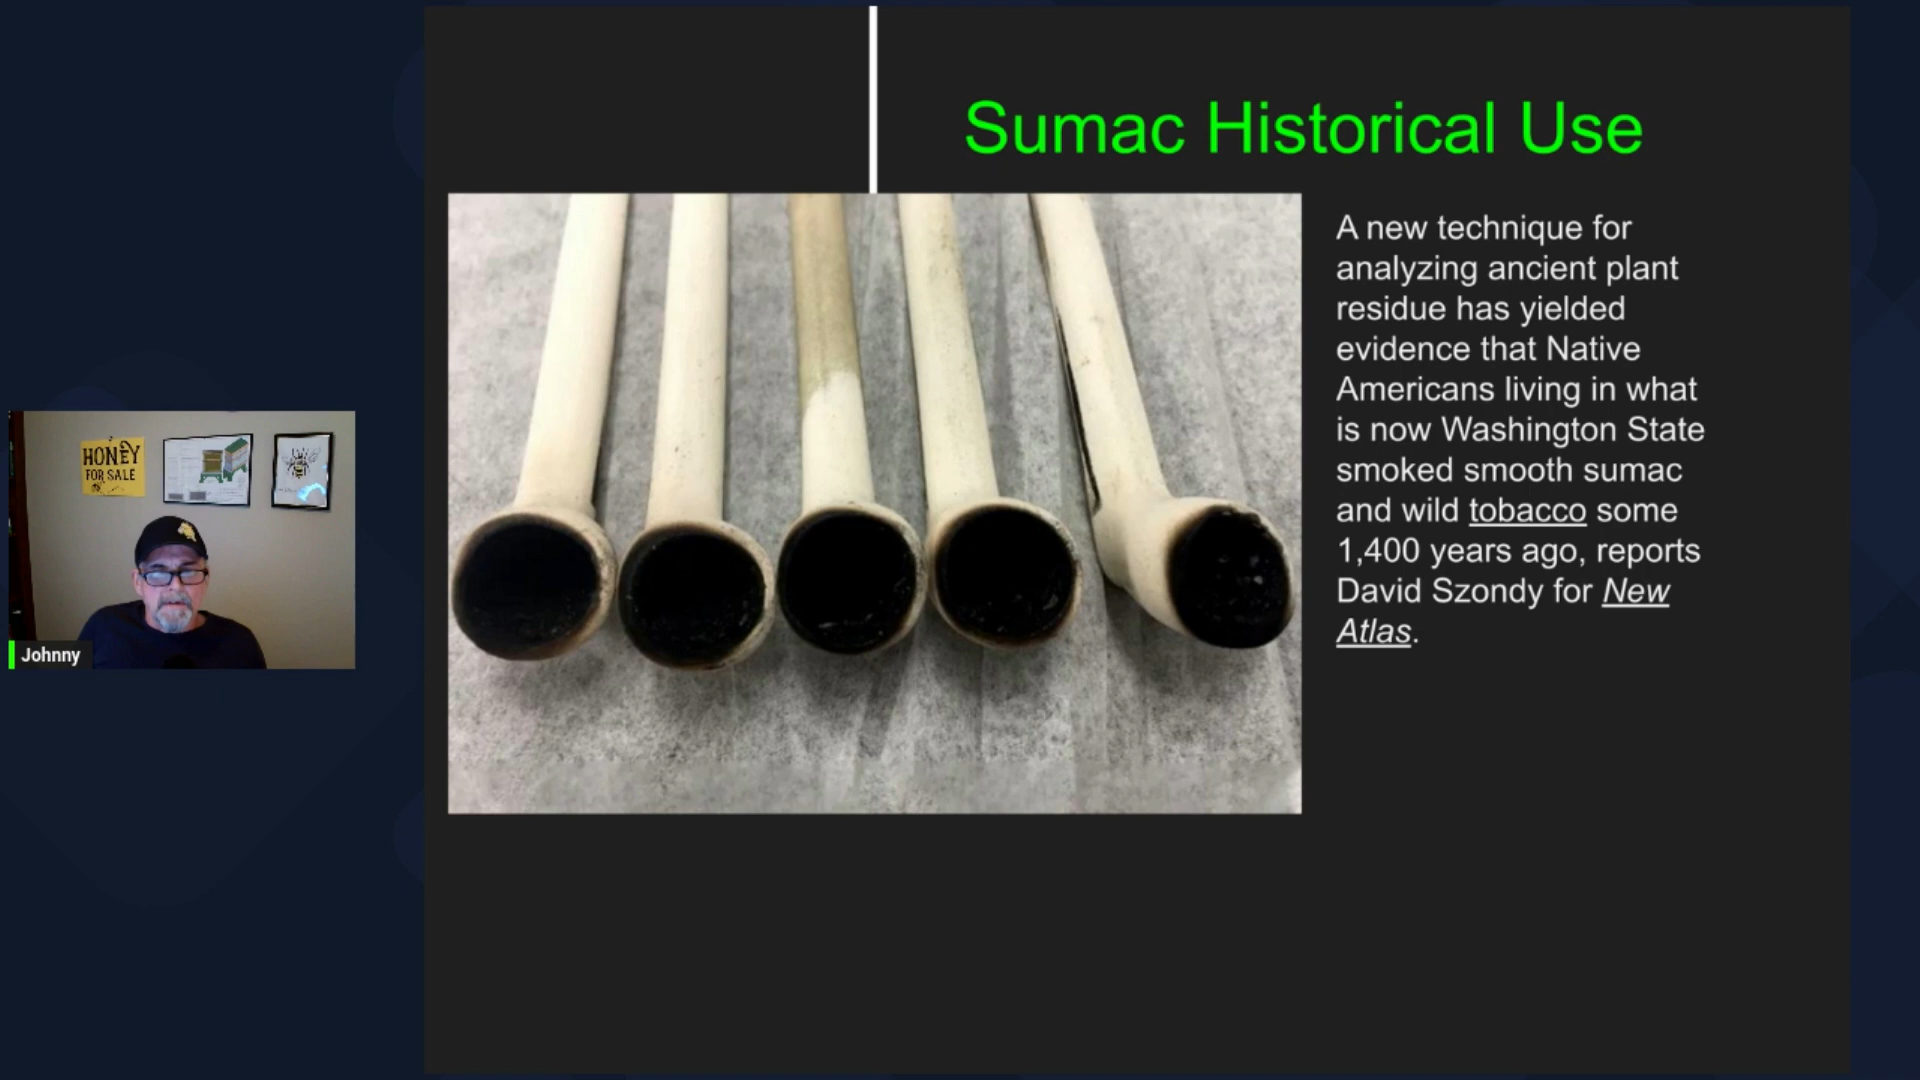 Sumac Historical Use
A new technique for
analyzing ancient plant
residue has yielded
evidence that Native
Americans living in what
is now Washington State
smoked smooth sumac
and wild tobacco some
1,400 years ago, reports
David Szondy for New
Atlas.
HONEY
FOR SALE
Johnny